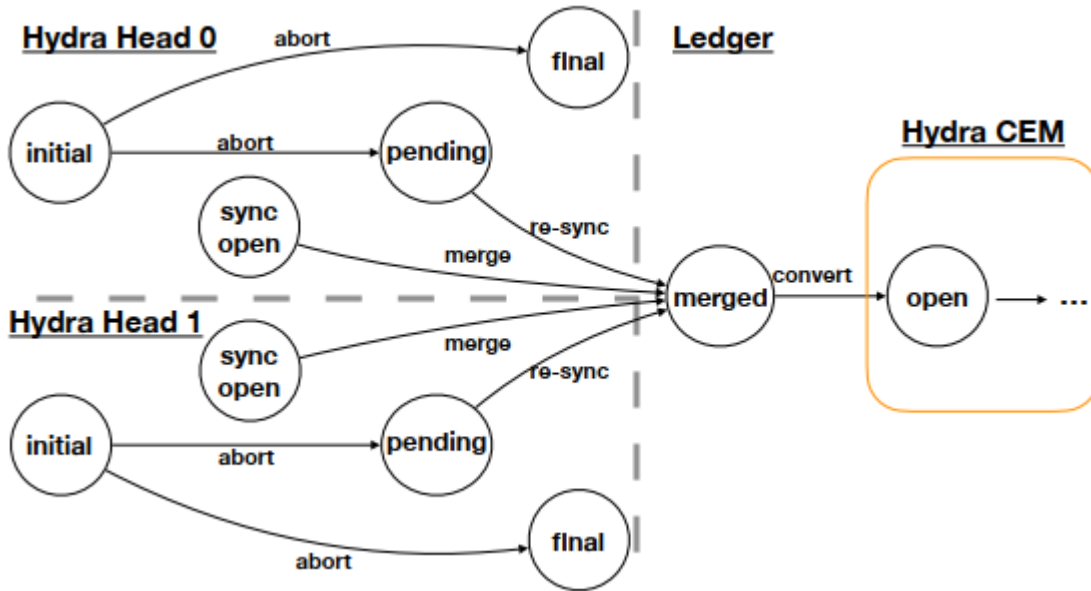 Hydra Head 0
abort
fInal
Ledger
initial
abort
pending
Hydra CEM
sync
open
re-sync
merge
merged
convert
open
...
Hydra Head 1
sync
open
merge
re-sync
initial
abort
pending
abort
fInal